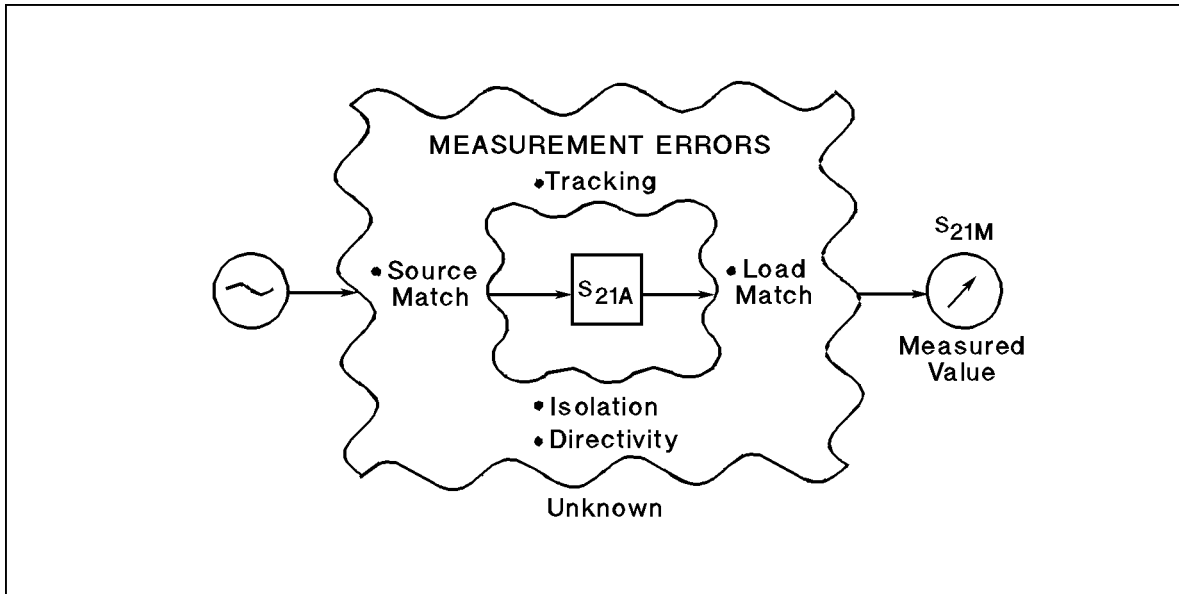 MEASUREMENT ERRORS
•Tracking
• Source
Match
S21A
• Load
Match
S21M
Measured
Value
• Isolation
• Directivity
Unknown